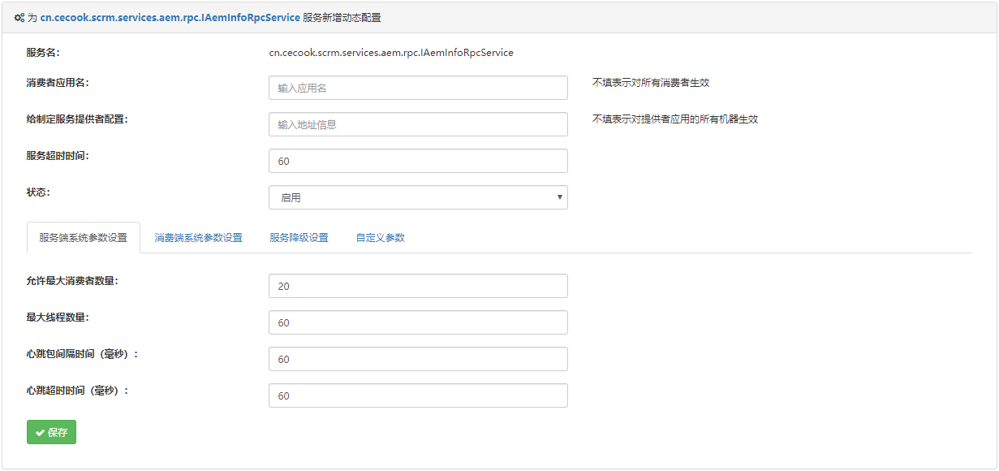 为 cn.cecook.scrm.services.aem.rpc.IAemInfoRpcService 服务新增动态配置
服务名： cn.cecook.scrm.services.aem.rpc.IAemInfoRpcService
消费者应用名： 输入应用名 不填表示对所有消费者生效
给制定服务提供者配置： 输入地址信息 不填表示对提供者应用的所有机器生效
服务超时时间： 60
状态： 启用
服务端系统参数设置 消费端系统参数设置 服务降级设置 自定义参数
允许最大消费者数量： 20
最大线程数量： 60
心跳包间隔时间（毫秒）： 60
心跳超时时间（毫秒）： 60
保存